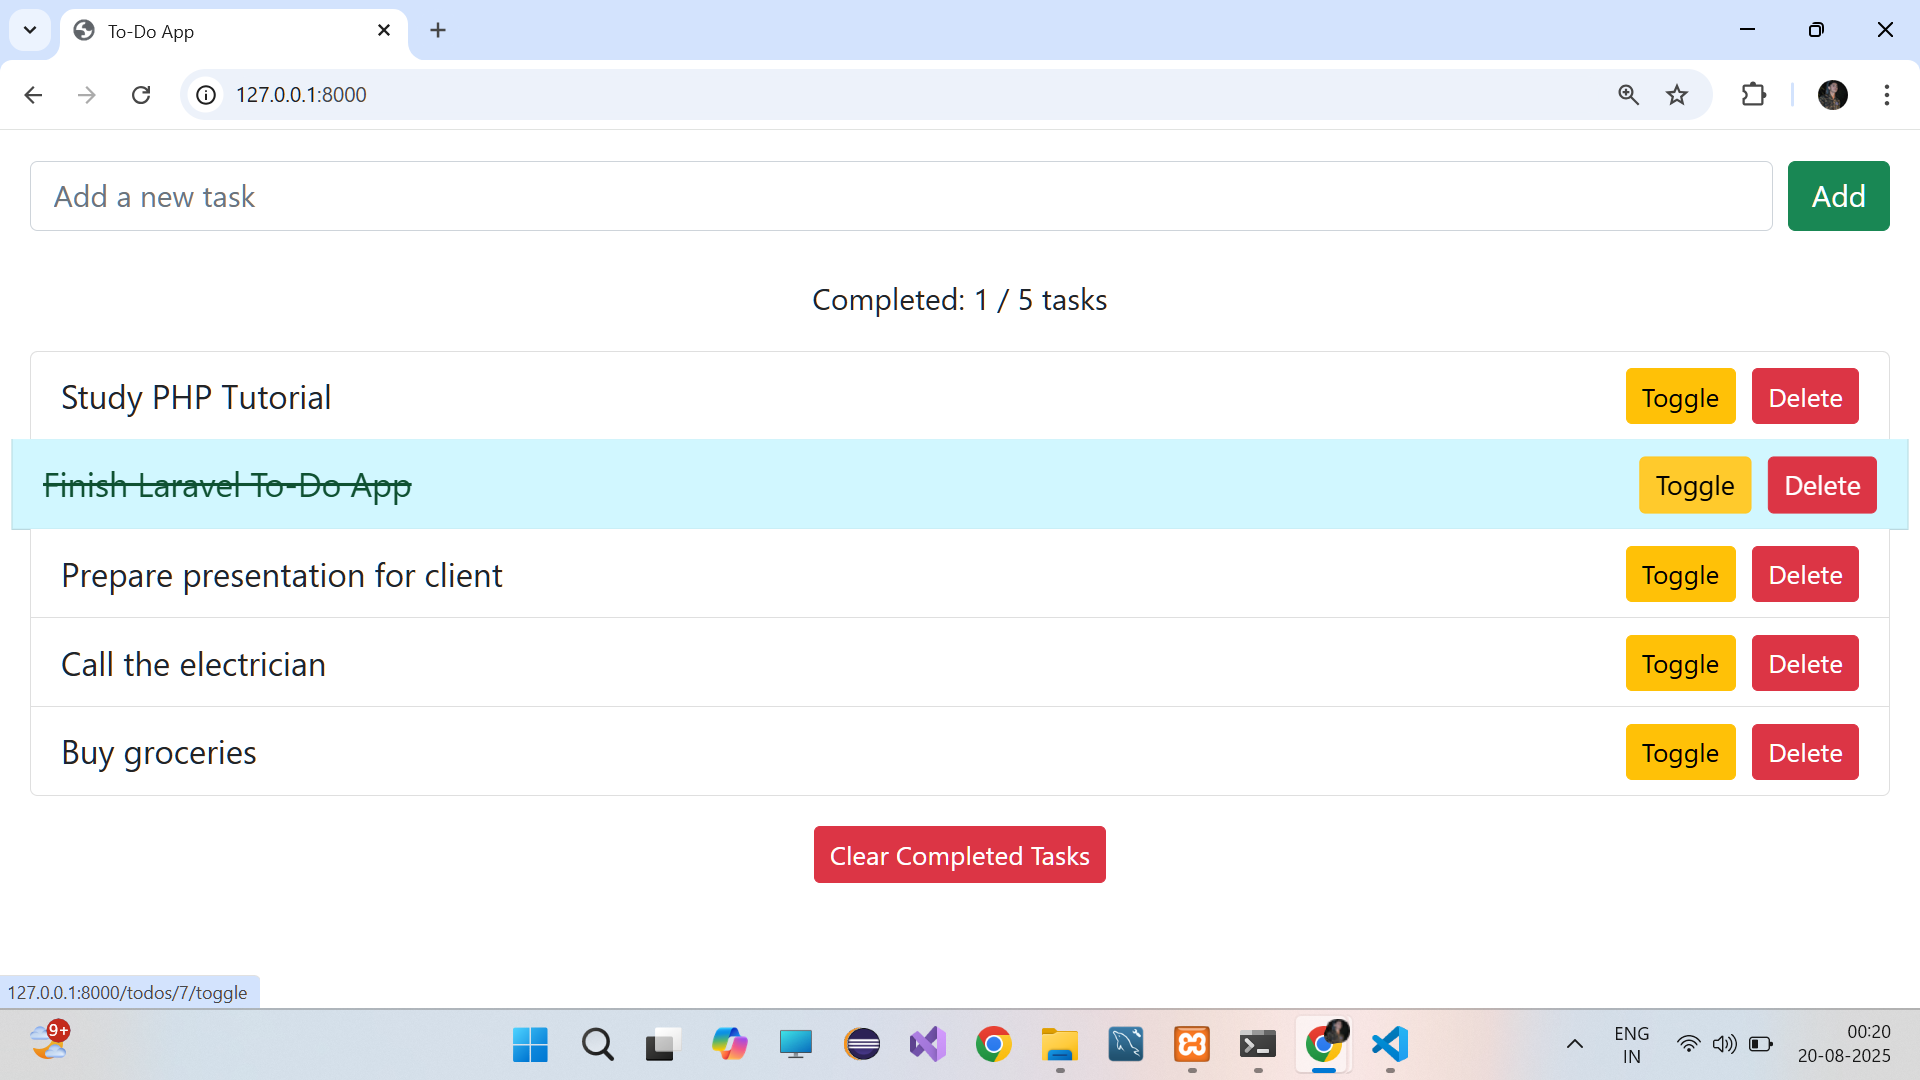 To-Do App
127.0.0.1:8000
Add a new task
Add
Completed: 1 / 5 tasks
Study PHP Tutorial Toggle Delete
Finish Laravel To-Do App Toggle Delete
Prepare presentation for client Toggle Delete
Call the electrician Toggle Delete
Buy groceries Toggle Delete
Clear Completed Tasks
127.0.0.1:8000/todos/7/toggle
9+
ENG
IN
00:20
20-08-2025